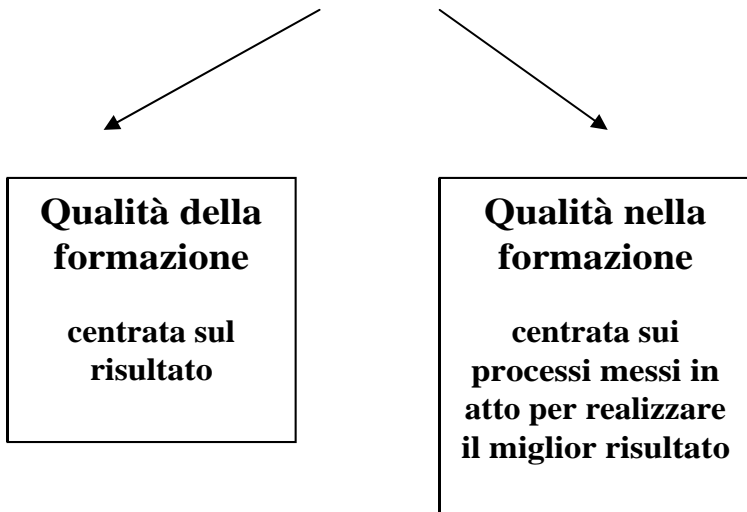 Qualità della
formazione
centrata sul
risultato
Qualità nella
formazione
centrata sui
processi messi in
atto per realizzare
il miglior risultato